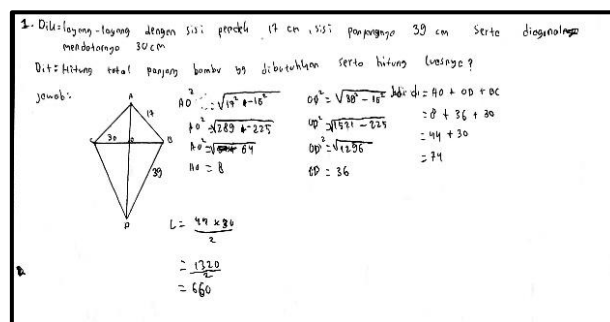 1. Dik: layang-layang dengan sisi pendek 17 cm, sisi panjangnya 39 cm serta diagonalnya
mendatarnya 30 cm
Dit: Hitung total panjang bambu yg dibutuhkan serta hitung luasnya?
Jawab:
A
17
C
30
B
39
D
AO² = √17² - 15²
AO² = √289 - 225
AO² = √64
AO = 8
OD² = √39² - 15²
OD² = √1521 - 225
OD² = √1296
OD = 36
Jadi di = AO + OD + BC
= 8 + 36 + 30
= 44 + 30
= 74
L = 44 x 30
2
= 1320
2
= 660